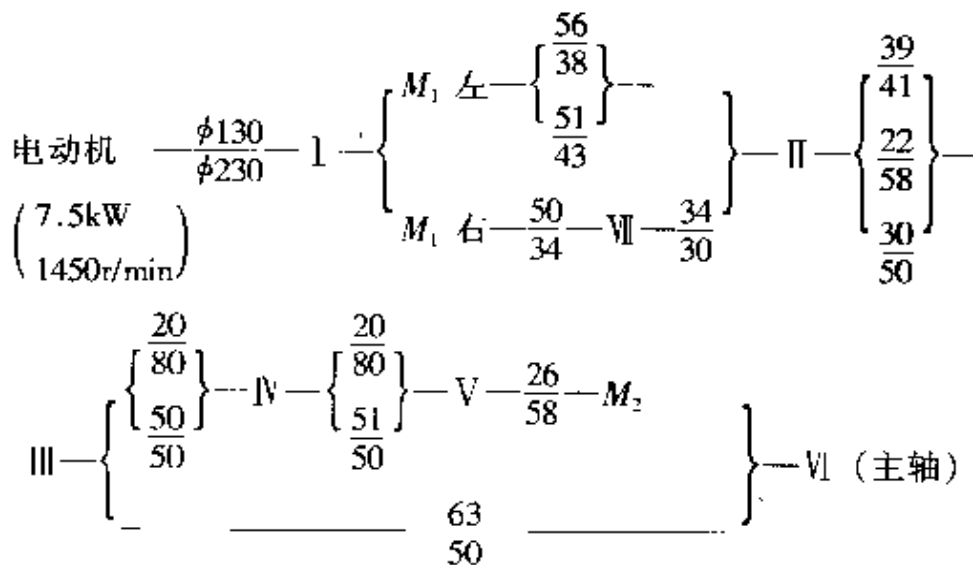 56/38
39/41
M₁ 左
电动机 φ130/φ230 Ⅰ
51/43
Ⅱ 22/58
(7.5kW
1450r/min)
M₁ 右 50/34 Ⅶ 34/30
30/50
20/80 20/80
Ⅳ Ⅴ 26/58 M₂
50/50 51/50
Ⅲ Ⅵ (主轴)
63/50